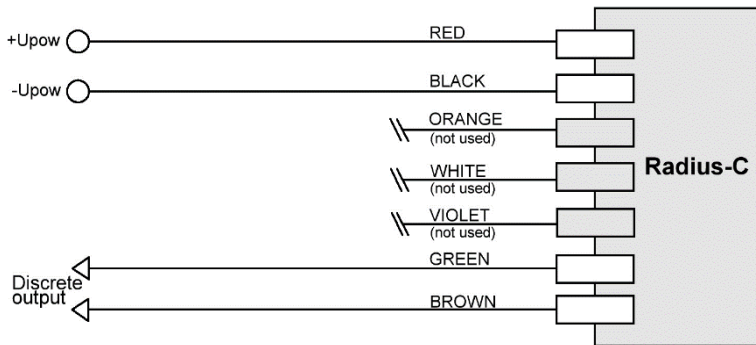 +Upow
RED
-Upow
BLACK
ORANGE
(not used)
WHITE
(not used)
VIOLET
(not used)
Radius-C
Discrete
output
GREEN
BROWN